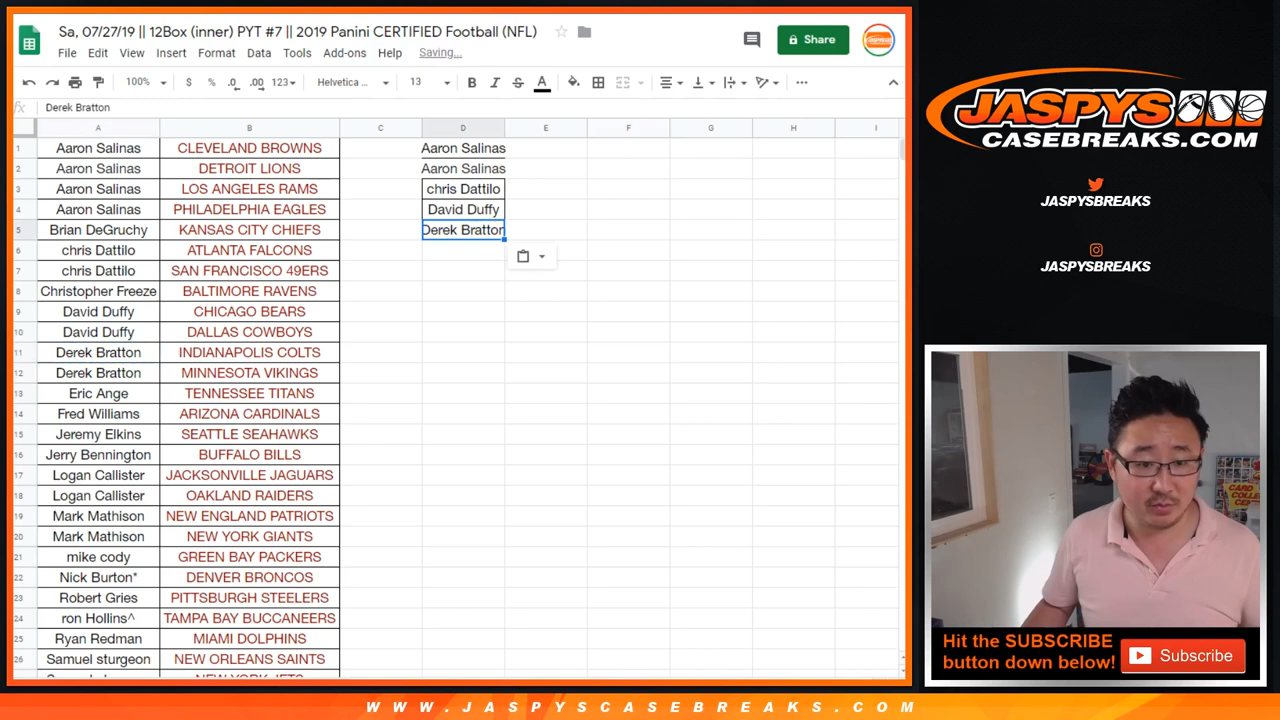 Sa, 07/27/19 || 12Box (inner) PYT #7 || 2019 Panini CERTIFIED Football (NFL)
File Edit View Insert Format Data Tools Add-ons Help Saving...
Share
100% $ % .0 .00 123 Helvetica ... 13 B I S A
fx Derek Bratton
A B C D E F G H I
1 Aaron Salinas CLEVELAND BROWNS Aaron Salinas
2 Aaron Salinas DETROIT LIONS Aaron Salinas
3 Aaron Salinas LOS ANGELES RAMS chris Dattilo
4 Aaron Salinas PHILADELPHIA EAGLES David Duffy
5 Brian DeGruchy KANSAS CITY CHIEFS Derek Bratton
6 chris Dattilo ATLANTA FALCONS
7 chris Dattilo SAN FRANCISCO 49ERS
8 Christopher Freeze BALTIMORE RAVENS
9 David Duffy CHICAGO BEARS
10 David Duffy DALLAS COWBOYS
11 Derek Bratton INDIANAPOLIS COLTS
12 Derek Bratton MINNESOTA VIKINGS
13 Eric Ange TENNESSEE TITANS
14 Fred Williams ARIZONA CARDINALS
15 Jeremy Elkins SEATTLE SEAHAWKS
16 Jerry Bennington BUFFALO BILLS
17 Logan Callister JACKSONVILLE JAGUARS
18 Logan Callister OAKLAND RAIDERS
19 Mark Mathison NEW ENGLAND PATRIOTS
20 Mark Mathison NEW YORK GIANTS
21 mike cody GREEN BAY PACKERS
22 Nick Burton* DENVER BRONCOS
23 Robert Gries PITTSBURGH STEELERS
24 ron Hollins^ TAMPA BAY BUCCANEERS
25 Ryan Redman MIAMI DOLPHINS
26 Samuel sturgeon NEW ORLEANS SAINTS
NEW YORK JETS
JASPYS
CASEBREAKS.COM
JASPYSBREAKS
JASPYSBREAKS
CARD
Hit the SUBSCRIBE
button down below!
Subscribe
WWW.JASPYSCASEBREAKS.COM